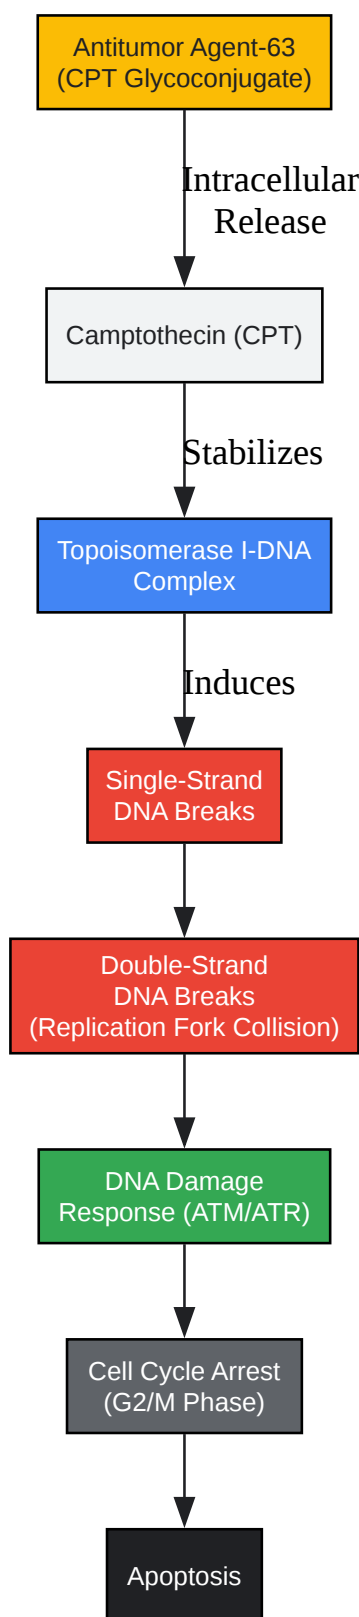 Antitumor Agent-63
(CPT Glycoconjugate)
Intracellular
Release
Camptothecin (CPT)
Stabilizes
Topoisomerase I-DNA
Complex
Induces
Single-Strand
DNA Breaks
Double-Strand
DNA Breaks
(Replication Fork Collision)
DNA Damage
Response (ATM/ATR)
Cell Cycle Arrest
(G2/M Phase)
Apoptosis